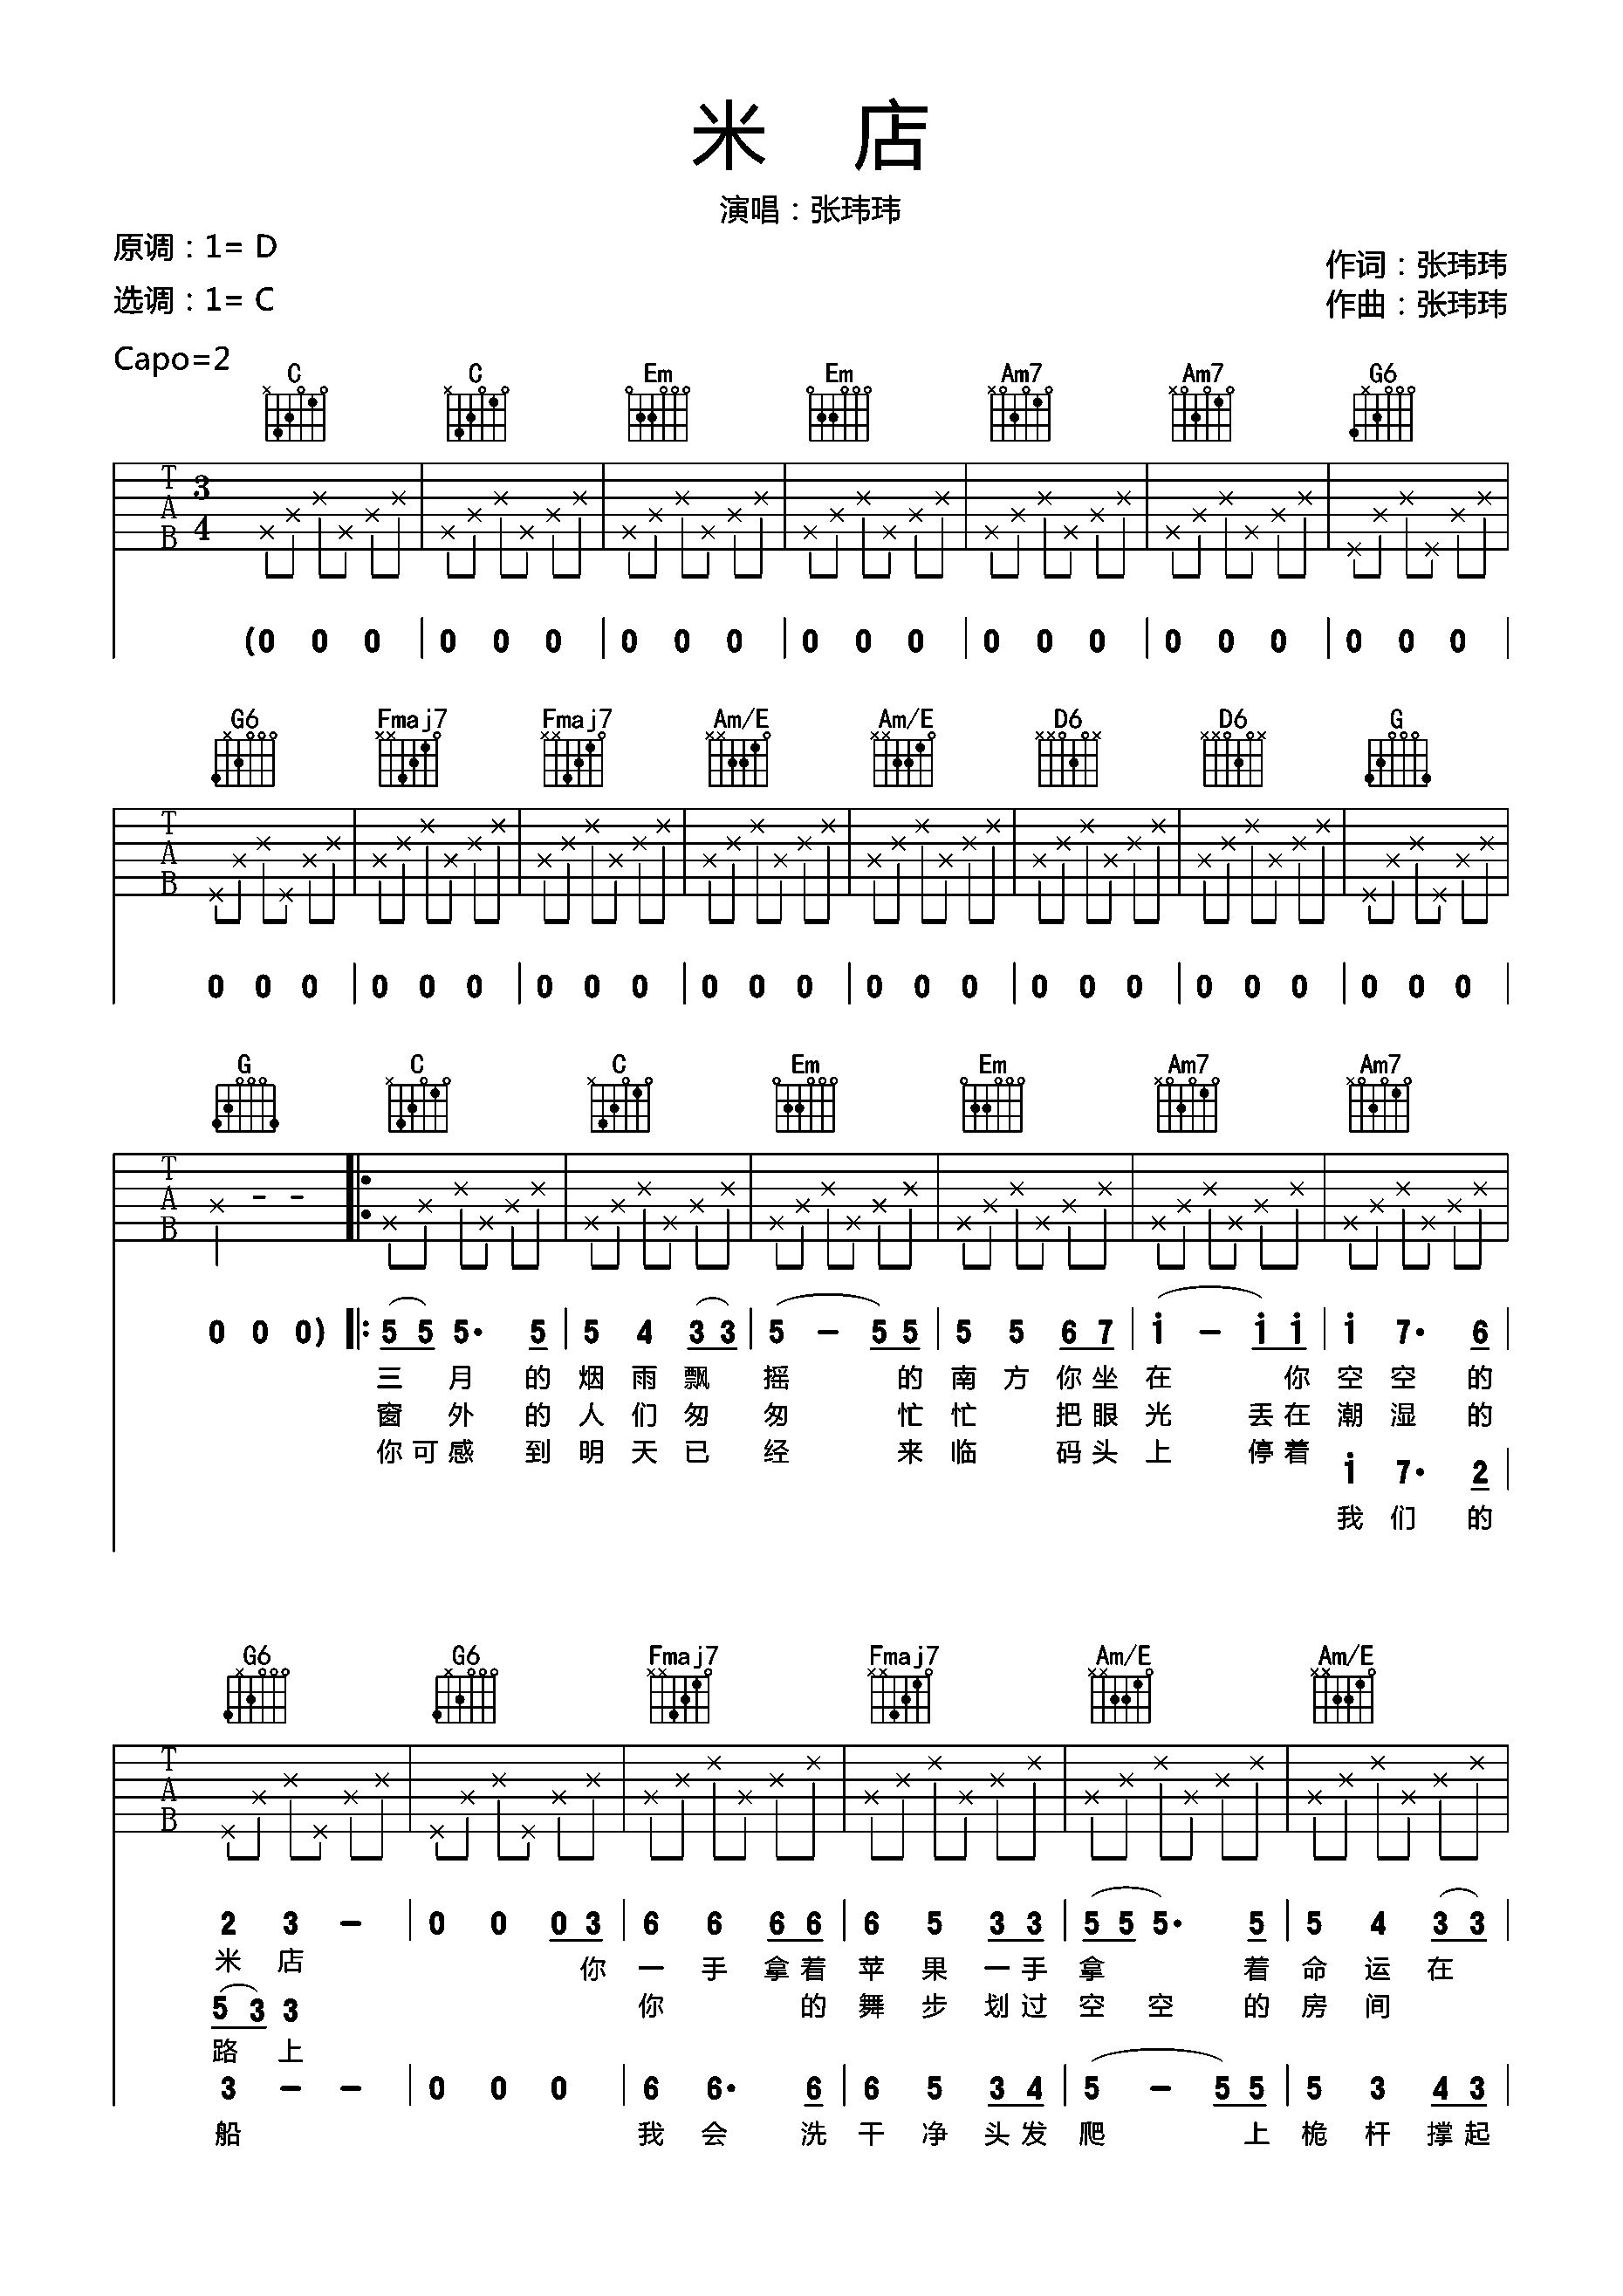 米 店
演唱：张玮玮
原调：1= D
作词：张玮玮
选调：1= C
作曲：张玮玮
Capo=2
C C Em Em Am7 Am7 G6
T A B 3 4
(0 0 0 | 0 0 0 | 0 0 0 | 0 0 0 | 0 0 0 | 0 0 0 | 0 0 0 |
G6 Fmaj7 Fmaj7 Am/E Am/E D6 D6 G
T A B
0 0 0 | 0 0 0 | 0 0 0 | 0 0 0 | 0 0 0 | 0 0 0 | 0 0 0 | 0 0 0 |
G C C Em Em Am7 Am7
T A B
0 0 0) ‖: 5 5 5· 5 | 5 4 3 3 | 5 - 5 5 | 5 5 6 7 | i - i i | i 7· 6 |
三 月 的 烟 雨 飘 摇 的 南 方 你 坐 在 你 空 空 的
窗 外 的 人 们 匆 匆 忙 忙 把 眼 光 丢 在 潮 湿 的
你 可 感 到 明 天 已 经 来 临 码 头 上 停 着
i 7· 2 |
我 们 的
G6 G6 Fmaj7 Fmaj7 Am/E Am/E
T A B
2 3 - | 0 0 0 3 | 6 6 6 6 | 6 5 3 3 | 5 5 5· 5 | 5 4 3 3 |
米 店 你 一 手 拿 着 苹 果 一 手 拿 着 命 运 在
你 的 舞 步 划 过 空 空 的 房 间
5 3 3
路 上
3 - - | 0 0 0 | 6 6· 6 | 6 5 3 4 | 5 - 5 5 | 5 3 4 3 |
船 我 会 洗 干 净 头 发 爬 上 桅 杆 撑 起